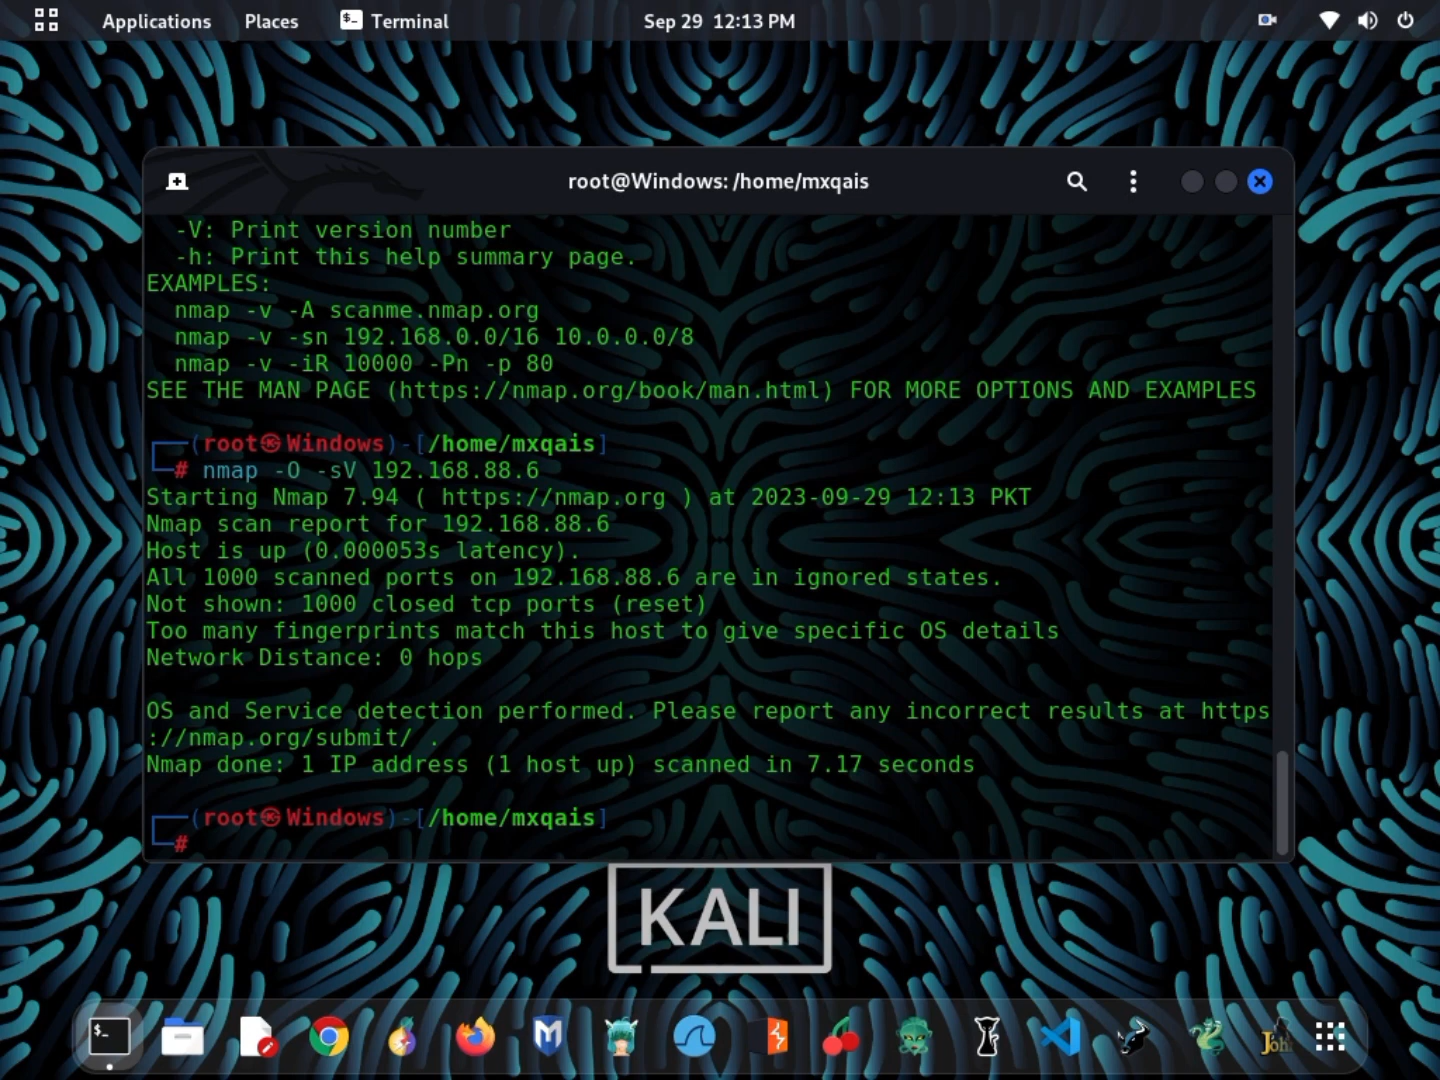 Applications Places Terminal Sep 29 12:13 PM
root@Windows: /home/mxqais
-V: Print version number
-h: Print this help summary page.
EXAMPLES:
nmap -v -A scanme.nmap.org
nmap -v -sn 192.168.0.0/16 10.0.0.0/8
nmap -v -iR 10000 -Pn -p 80
SEE THE MAN PAGE (https://nmap.org/book/man.html) FOR MORE OPTIONS AND EXAMPLES
┌──(root㉿Windows)-[/home/mxqais]
└─# nmap -O -sV 192.168.88.6
Starting Nmap 7.94 ( https://nmap.org ) at 2023-09-29 12:13 PKT
Nmap scan report for 192.168.88.6
Host is up (0.000053s latency).
All 1000 scanned ports on 192.168.88.6 are in ignored states.
Not shown: 1000 closed tcp ports (reset)
Too many fingerprints match this host to give specific OS details
Network Distance: 0 hops
OS and Service detection performed. Please report any incorrect results at https
://nmap.org/submit/ .
Nmap done: 1 IP address (1 host up) scanned in 7.17 seconds
┌──(root㉿Windows)-[/home/mxqais]
└─#
KALI
John